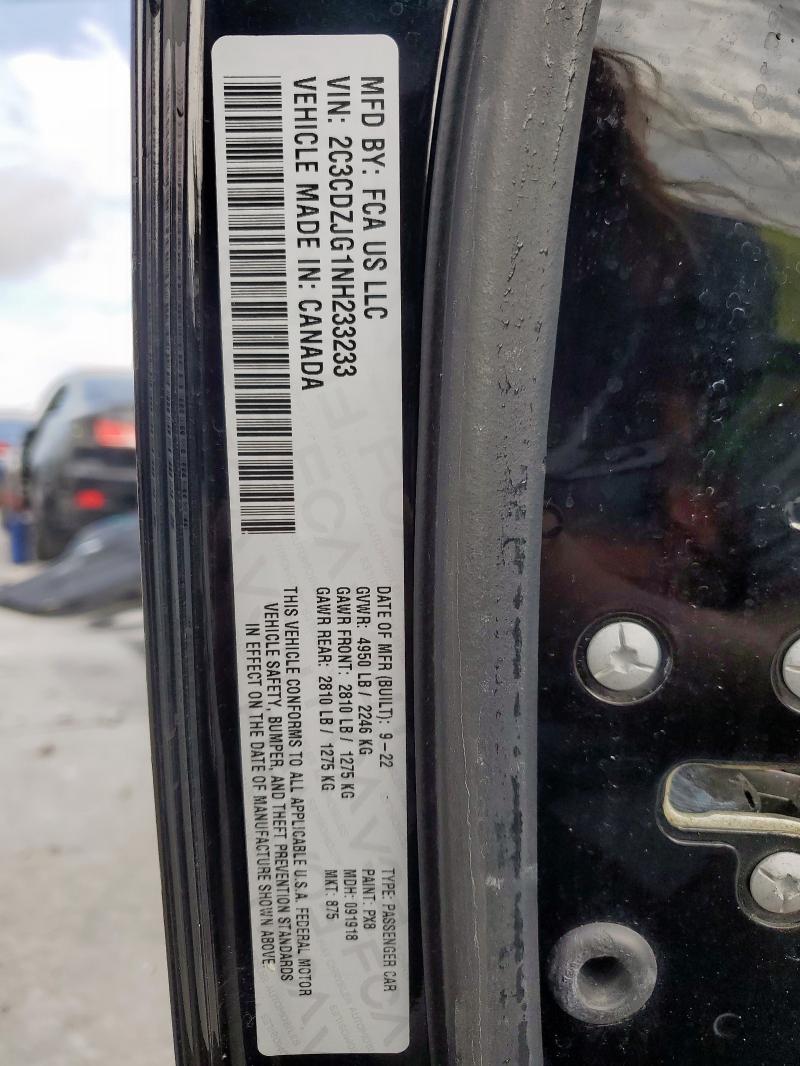 MFD BY: FCA US LLC
VIN: 2C3CDZJG1NH233233
VEHICLE MADE IN: CANADA
DATE OF MFR (BUILT): 9-22 TYPE: PASSENGER CAR
GVWR: 4950 LB / 2246 KG PAINT: PX8
GAWR FRONT: 2810 LB / 1275 KG MDH: 091918
GAWR REAR: 2810 LB / 1275 KG MKT: 875
THIS VEHICLE CONFORMS TO ALL APPLICABLE U.S.A. FEDERAL MOTOR
VEHICLE SAFETY, BUMPER, AND THEFT PREVENTION STANDARDS
IN EFFECT ON THE DATE OF MANUFACTURE SHOWN ABOVE.